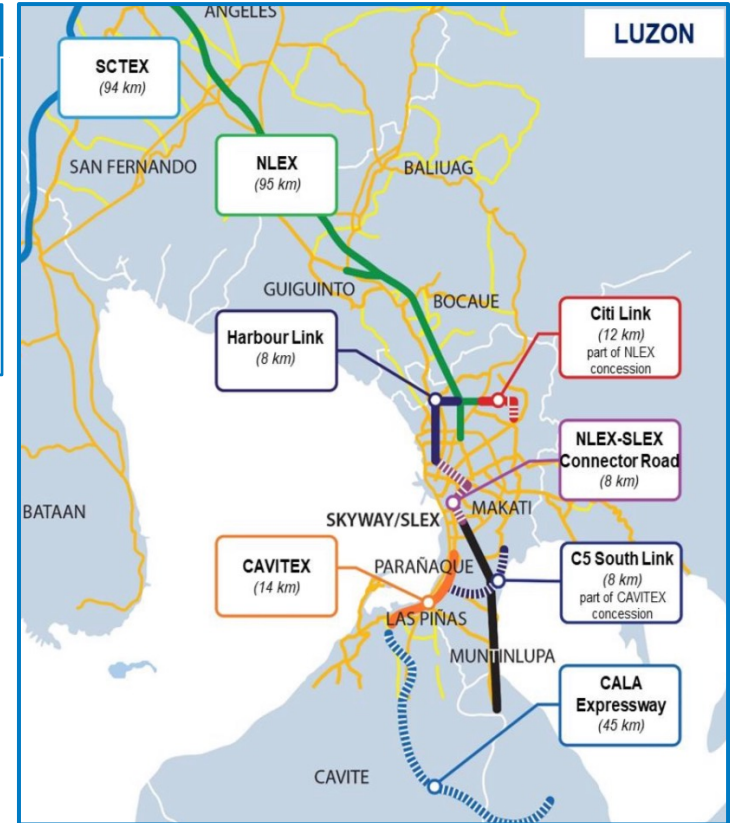 ANGELES
LUZON
SCTEX
(94 km)
SAN FERNANDO
NLEX
(95 km)
BALIUAG
GUIGUINTO
BOCAUE
Harbour Link
(8 km)
Citi Link
(12 km)
part of NLEX
concession
NLEX-SLEX
Connector Road
(8 km)
BATAAN
MAKATI
SKYWAY/SLEX
CAVITEX
(14 km)
PARAÑAQUE
C5 South Link
(8 km)
part of CAVITEX
concession
LAS PIÑAS
MUNTINLUPA
CALA
Expressway
(45 km)
CAVITE